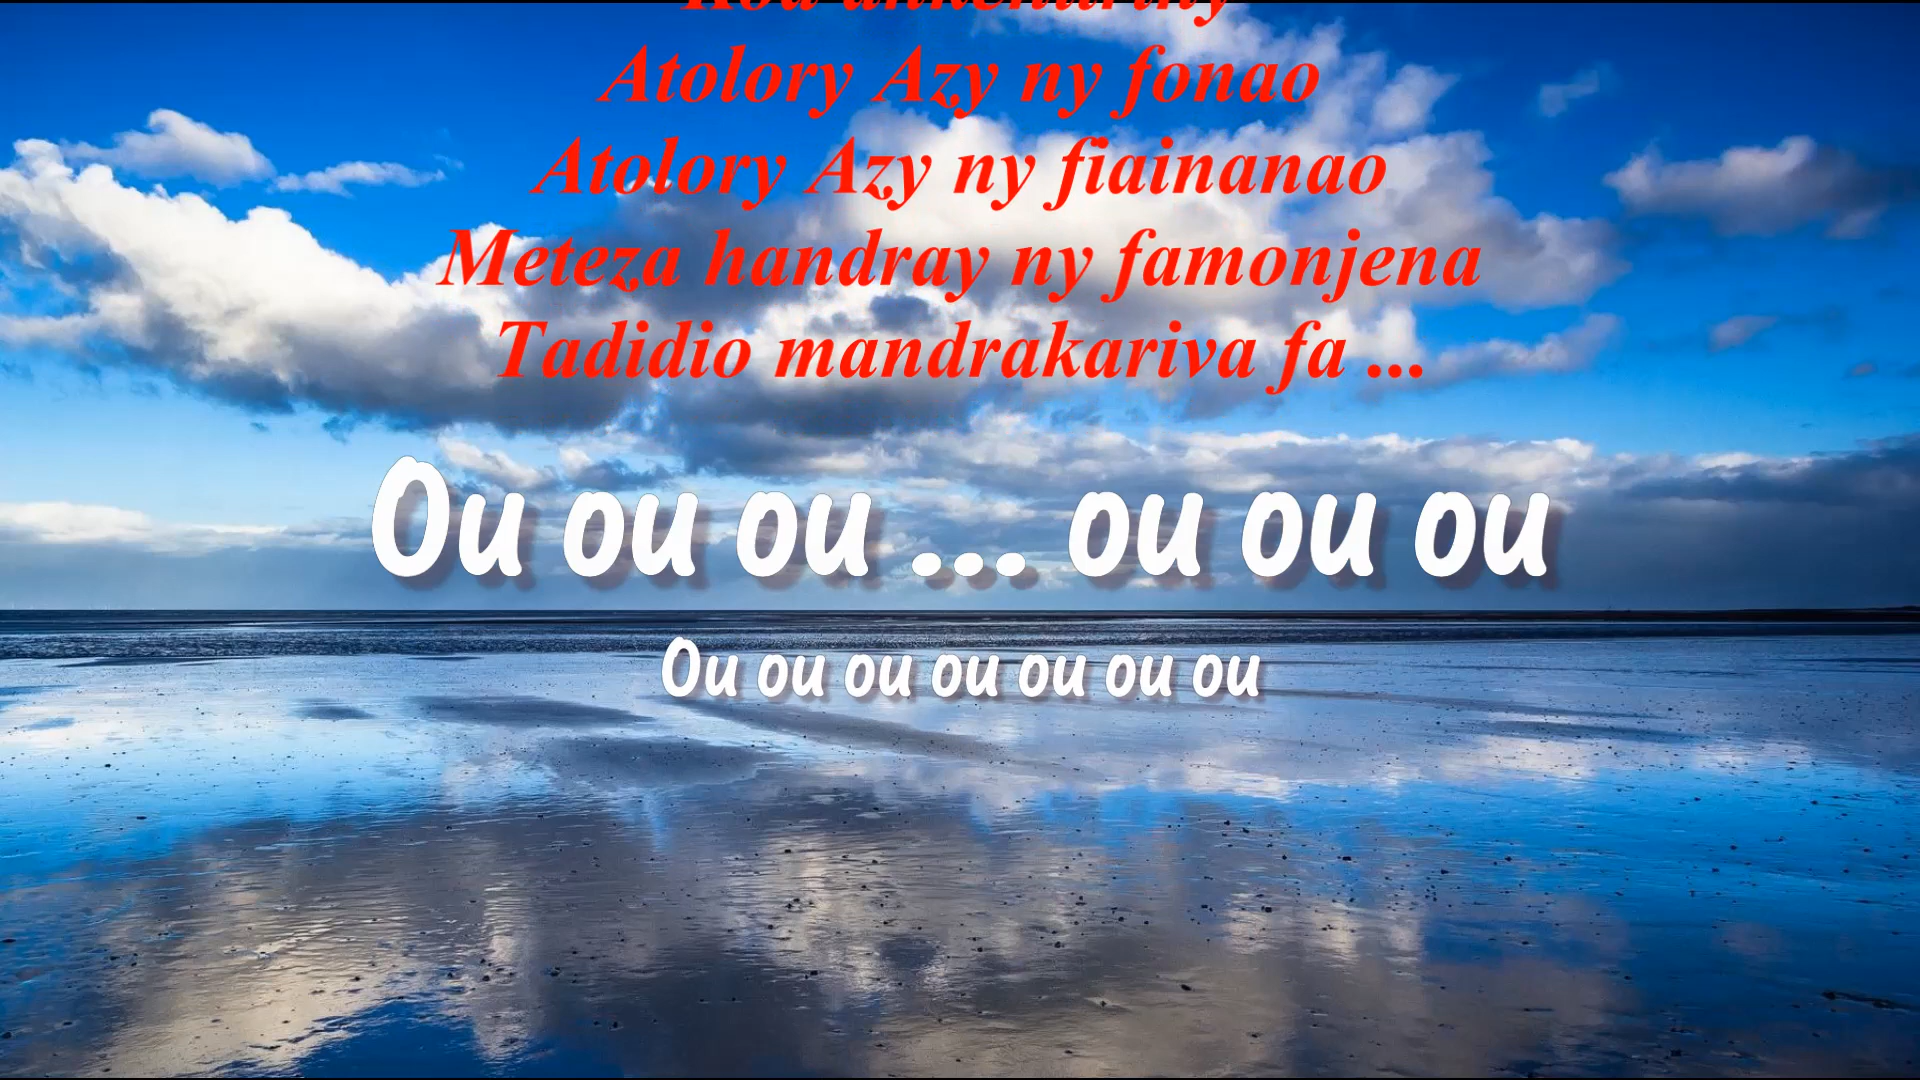 Atolory Azy ny fonao
Atolory Azy ny fiainanao
Meteza handray ny famonjena
Tadidio mandrakariva fa ...
Ou ou ou ... ou ou ou
Ou ou ou ou ou ou ou